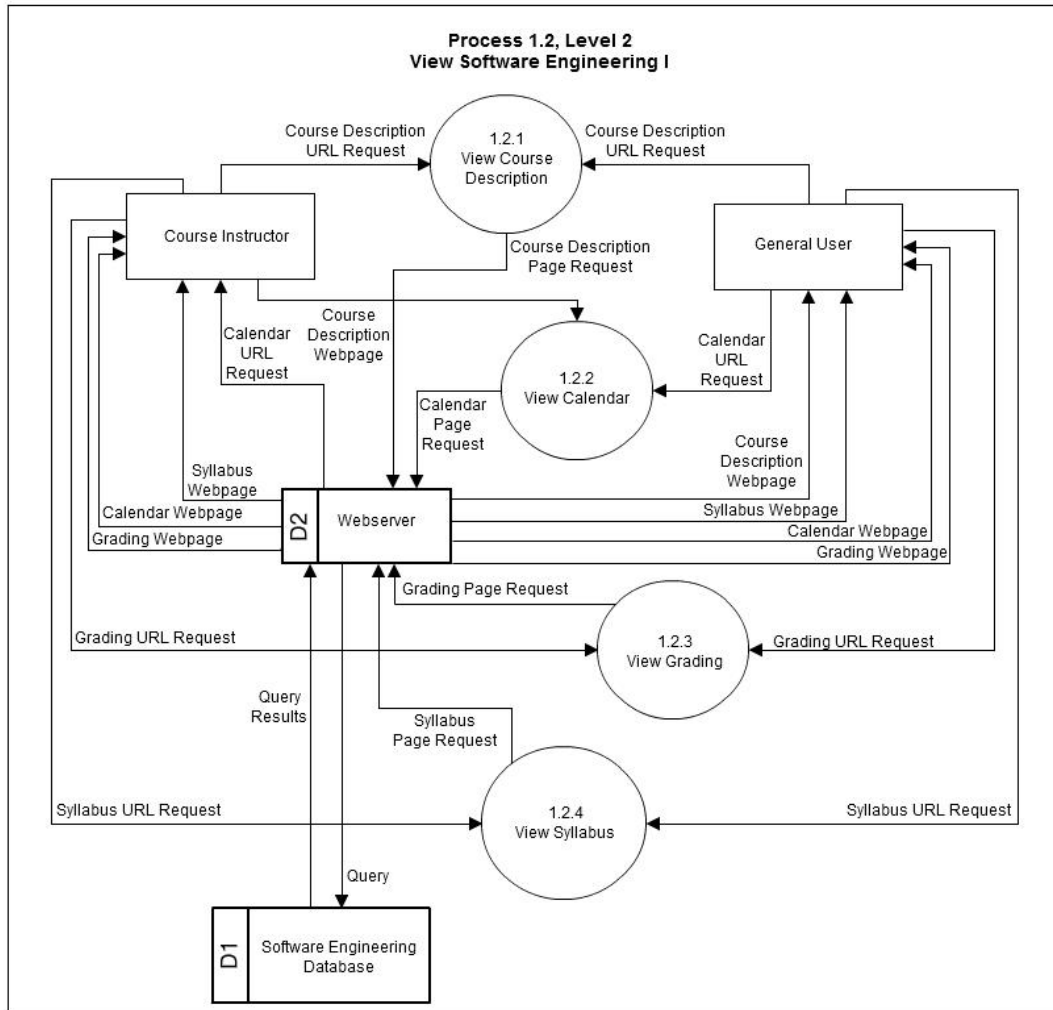 Process 1.2, Level 2
View Software Engineering I
Course Description
URL Request
1.2.1
View Course
Description
Course Description
URL Request
Course Instructor
General User
Course Description
Page Request
Course
Description
Webpage
Calendar
URL
Request
1.2.2
View Calendar
Calendar
URL
Request
Calendar
Page
Request
Course
Description
Webpage
Syllabus
Webpage
Calendar Webpage
Grading Webpage
D2
Webserver
Syllabus Webpage
Calendar Webpage
Grading Webpage
Grading Page Request
Grading URL Request
1.2.3
View Grading
Grading URL Request
Query
Results
Syllabus
Page Request
Syllabus URL Request
1.2.4
View Syllabus
Syllabus URL Request
Query
D1
Software Engineering
Database